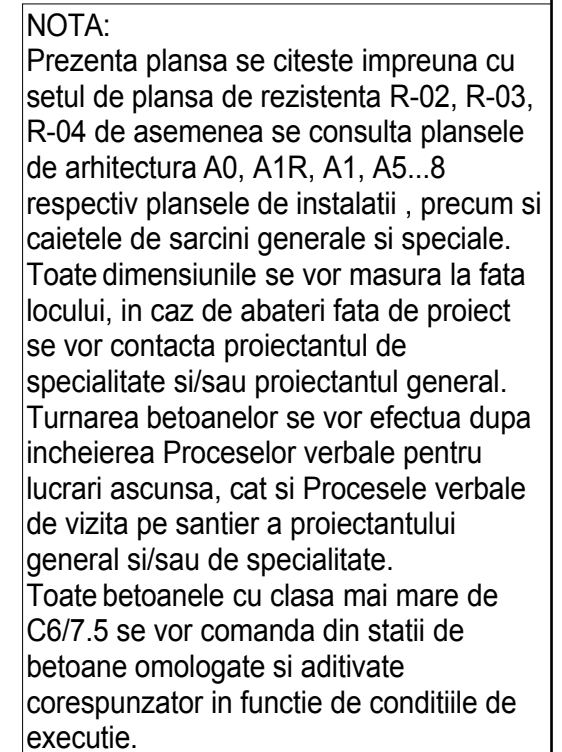 NOTA:
Prezenta plansa se citeste impreuna cu
setul de plansa de rezistenta R-02, R-03,
R-04 de asemenea se consulta plansele
de arhitectura A0, A1R, A1, A5...8
respectiv plansele de instalatii , precum si
caietele de sarcini generale si speciale.
Toate dimensiunile se vor masura la fata
locului, in caz de abateri fata de proiect
se vor contacta proiectantul de
specialitate si/sau proiectantul general.
Turnarea betoanelor se vor efectua dupa
incheierea Proceselor verbale pentru
lucrari ascunsa, cat si Procesele verbale
de vizita pe santier a proiectantului
general si/sau de specialitate.
Toate betoanele cu clasa mai mare de
C6/7.5 se vor comanda din statii de
betoane omologate si aditivate
corespunzator in functie de conditiile de
executie.